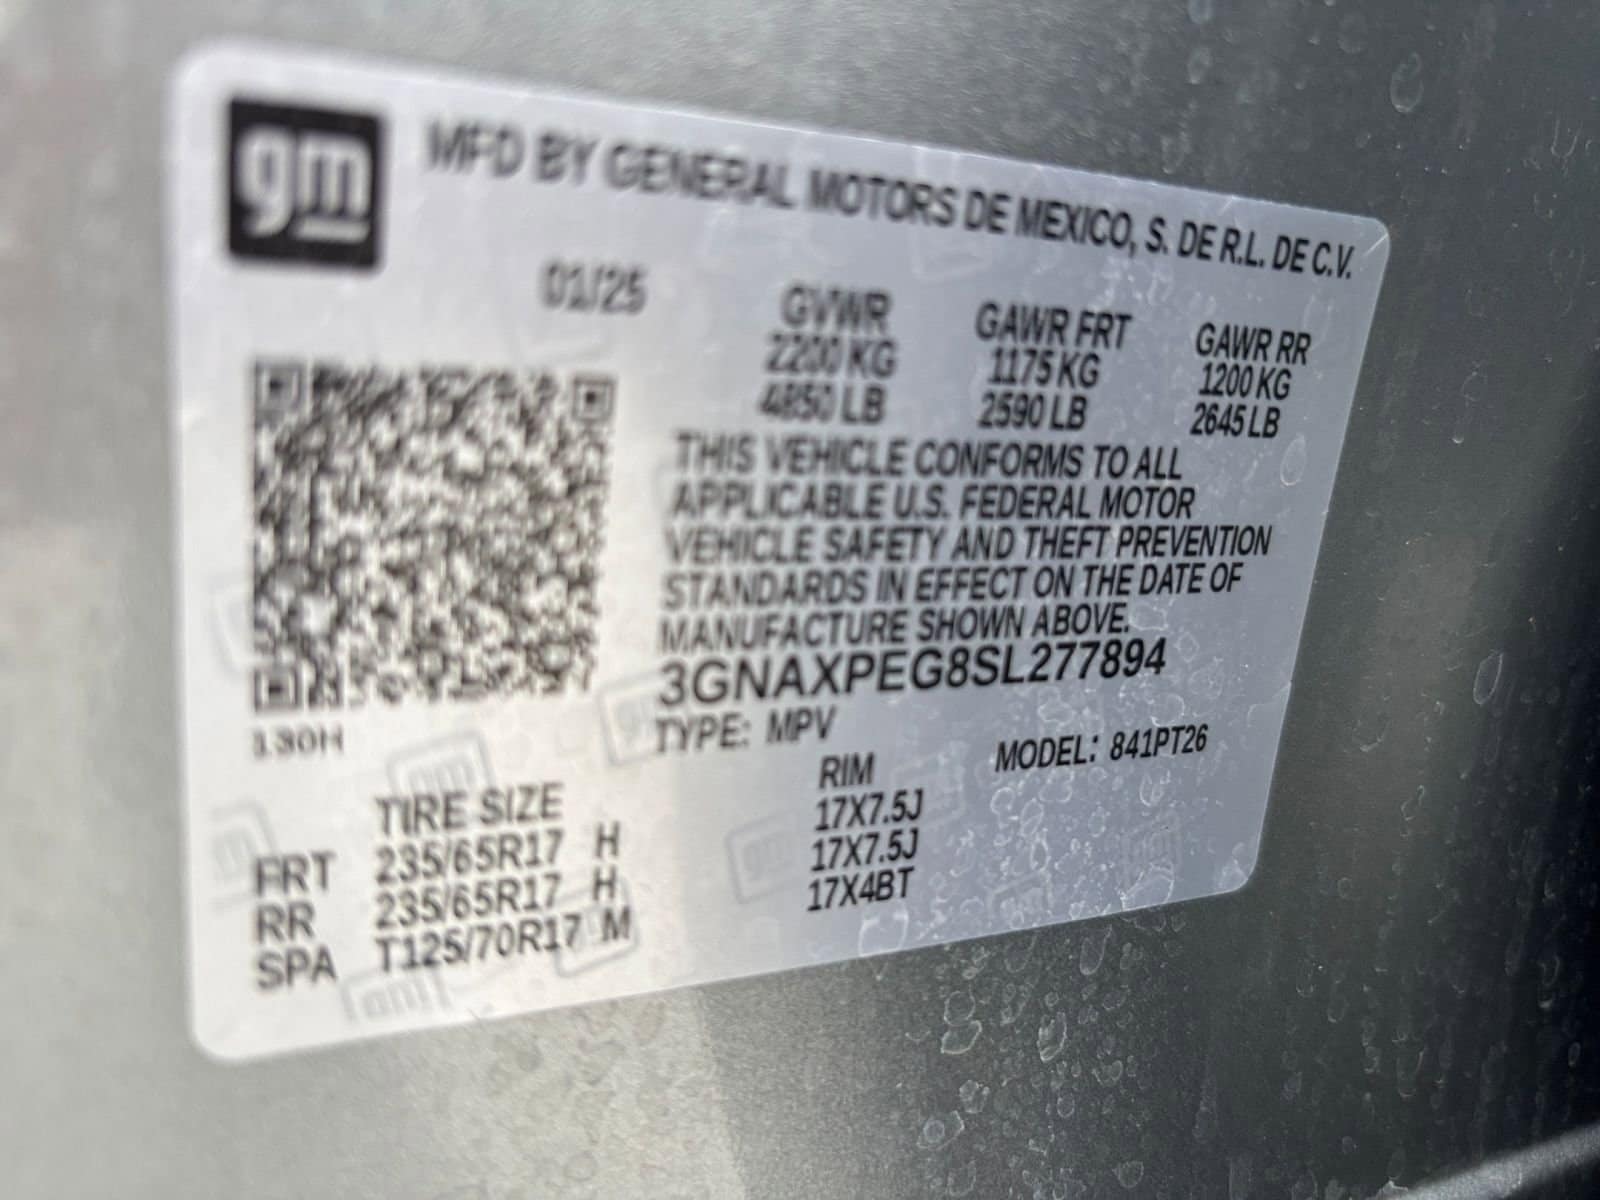 gm
MFD BY GENERAL MOTORS DE MEXICO, S. DE R.L. DE C.V.
01/25
GVWR GAWR FRT GAWR RR
2200 KG 1175 KG 1200 KG
4850 LB 2590 LB 2645 LB
THIS VEHICLE CONFORMS TO ALL
APPLICABLE U.S. FEDERAL MOTOR
VEHICLE SAFETY AND THEFT PREVENTION
STANDARDS IN EFFECT ON THE DATE OF
MANUFACTURE SHOWN ABOVE.
3GNAXPEG8SL277894
130H
TYPE: MPV MODEL: 841PT26
TIRE SIZE RIM
FRT 235/65R17 H 17X7.5J
RR 235/65R17 H 17X7.5J
SPA T125/70R17 M 17X4BT